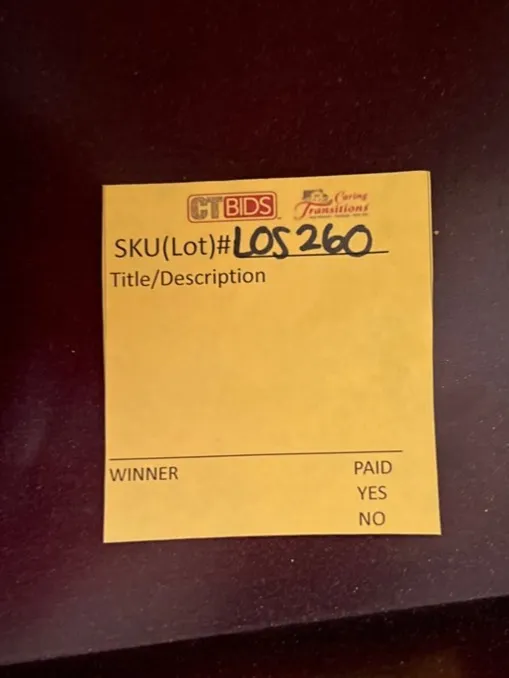 CTBIDS Caring
Transitions
SKU(Lot)#LOS260
Title/Description
WINNER PAID
YES
NO